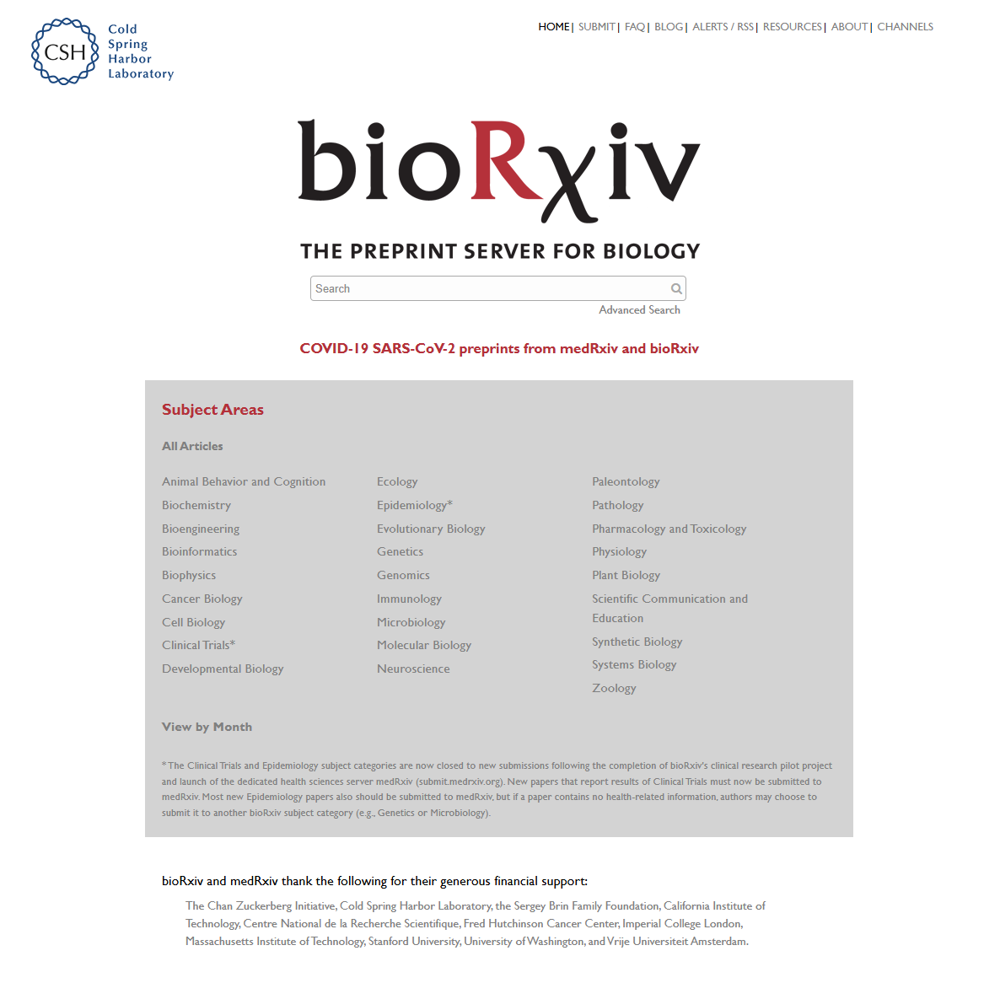 Cold
Spring
Harbor
Laboratory
CSH
HOME | SUBMIT | FAQ | BLOG | ALERTS / RSS | RESOURCES | ABOUT | CHANNELS
bioRxiv
THE PREPRINT SERVER FOR BIOLOGY
Search
Advanced Search
COVID-19 SARS-CoV-2 preprints from medRxiv and bioRxiv
Subject Areas
All Articles
Animal Behavior and Cognition
Biochemistry
Bioengineering
Bioinformatics
Biophysics
Cancer Biology
Cell Biology
Clinical Trials*
Developmental Biology
Ecology
Epidemiology*
Evolutionary Biology
Genetics
Genomics
Immunology
Microbiology
Molecular Biology
Neuroscience
Paleontology
Pathology
Pharmacology and Toxicology
Physiology
Plant Biology
Scientific Communication and
Education
Synthetic Biology
Systems Biology
Zoology
View by Month
* The Clinical Trials and Epidemiology subject categories are now closed to new submissions following the completion of bioRxiv's clinical research pilot project
and launch of the dedicated health sciences server medRxiv (submit.medrxiv.org). New papers that report results of Clinical Trials must now be submitted to
medRxiv. Most new Epidemiology papers also should be submitted to medRxiv, but if a paper contains no health-related information, authors may choose to
submit it to another bioRxiv subject category (e.g., Genetics or Microbiology).
bioRxiv and medRxiv thank the following for their generous financial support:
The Chan Zuckerberg Initiative, Cold Spring Harbor Laboratory, the Sergey Brin Family Foundation, California Institute of
Technology, Centre National de la Recherche Scientifique, Fred Hutchinson Cancer Center, Imperial College London,
Massachusetts Institute of Technology, Stanford University, University of Washington, and Vrije Universiteit Amsterdam.